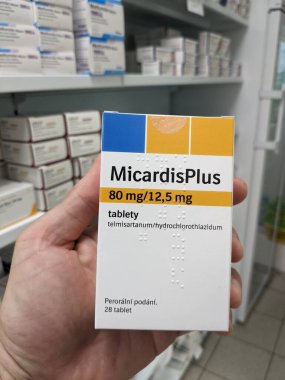 MicardisPlus
80 mg/12,5 mg
tablety
telmisartanum/hydrochlorothiazidum
Perorální podání.
28 tablet